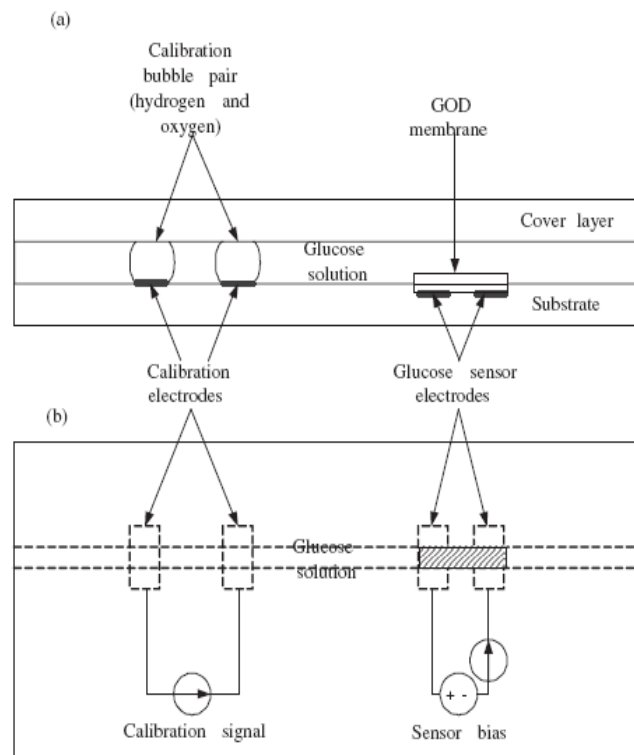 (a)
Calibration
bubble pair
(hydrogen and
oxygen)
GOD
membrane
Cover layer
Glucose
solution
Substrate
Calibration
electrodes
Glucose sensor
electrodes
(b)
Glucose
solution
+ -
Calibration signal
Sensor bias